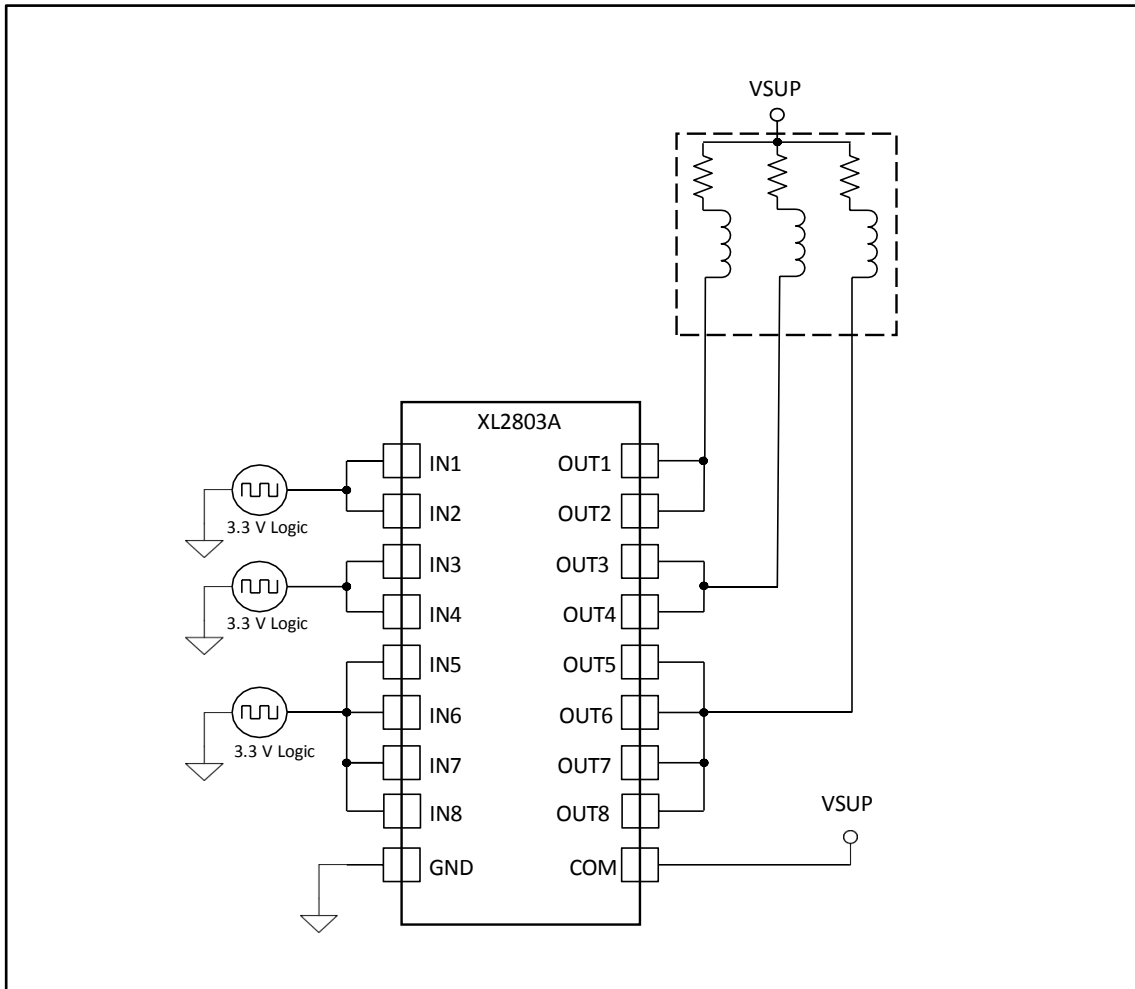 VSUP
XL2803A
IN1 OUT1
3.3 V Logic
IN2 OUT2
IN3 OUT3
3.3 V Logic
IN4 OUT4
IN5 OUT5
IN6 OUT6
3.3 V Logic
IN7 OUT7
IN8 OUT8
VSUP
GND COM